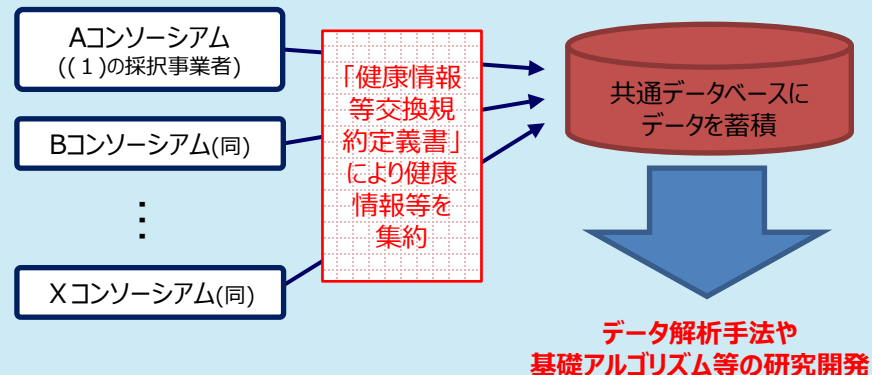 Aコンソーシアム
((１)の採択事業者)
Bコンソーシアム(同)
⋮
Ｘコンソーシアム(同)
「健康情報
等交換規
約定義書」
により健康
情報等を
集約
共通データベースに
データを蓄積
データ解析手法や
基礎アルゴリズム等の研究開発